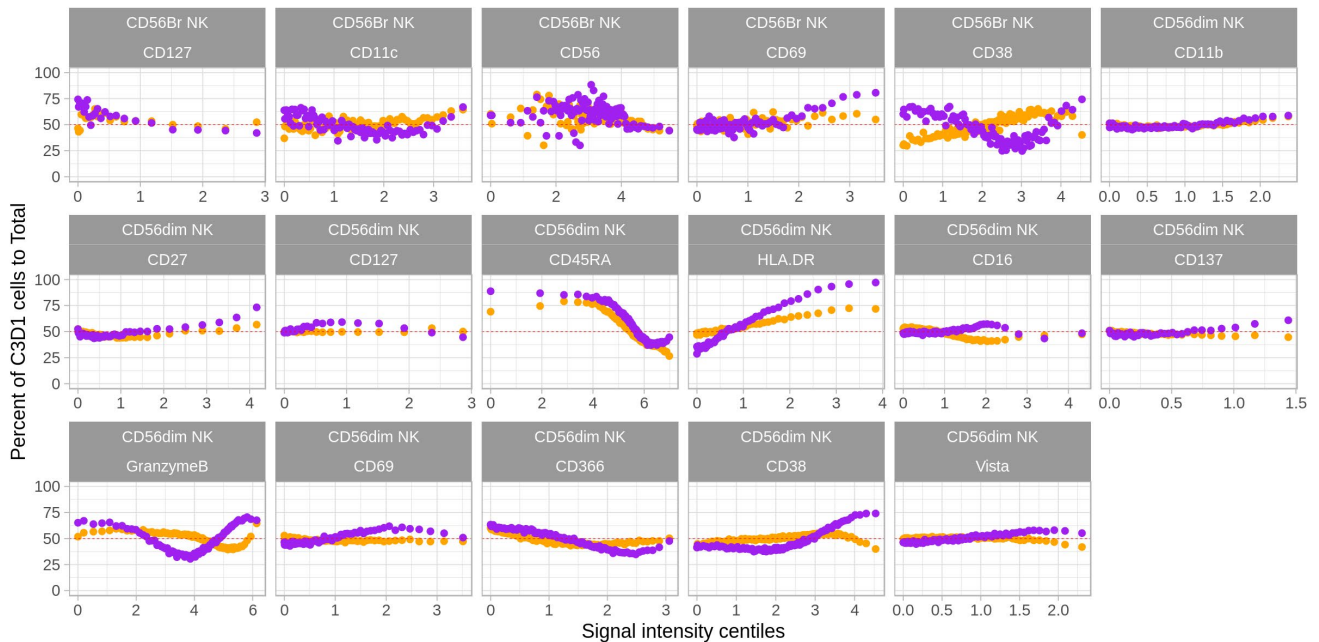 CD56Br NK CD56Br NK CD56Br NK CD56Br NK CD56Br NK CD56dim NK
CD127 CD11c CD56 CD69 CD38 CD11b
100
75
50
25
0
0 1 2 3 0 1 2 3 0 2 4 0 1 2 3 0 1 2 3 4 0.0 0.5 1.0 1.5 2.0
CD56dim NK CD56dim NK CD56dim NK CD56dim NK CD56dim NK CD56dim NK
CD27 CD127 CD45RA HLA.DR CD16 CD137
100
75
50
25
0
0 1 2 3 4 0 1 2 3 0 2 4 6 0 1 2 3 4 0 1 2 3 4 0.0 0.5 1.0 1.5
CD56dim NK CD56dim NK CD56dim NK CD56dim NK CD56dim NK
GranzymeB CD69 CD366 CD38 Vista
100
75
50
25
0
0 2 4 6 0 1 2 3 0 1 2 3 0 1 2 3 4 0.0 0.5 1.0 1.5 2.0
Percent of C3D1 cells to Total
Signal intensity centiles